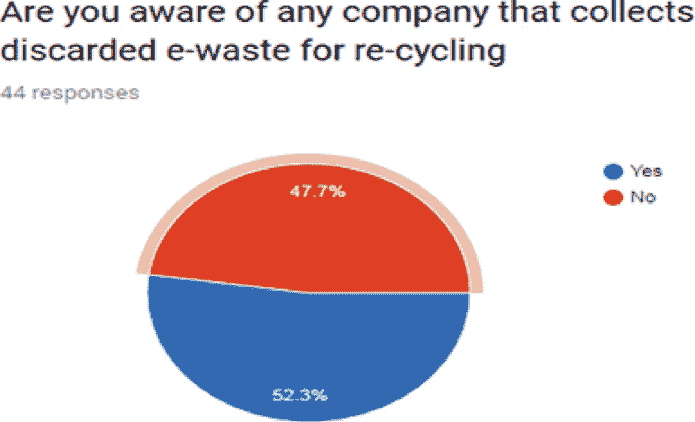 Are you aware of any company that collects
discarded e-waste for re-cycling
44 responses
47.7%
Yes
No
52.3%